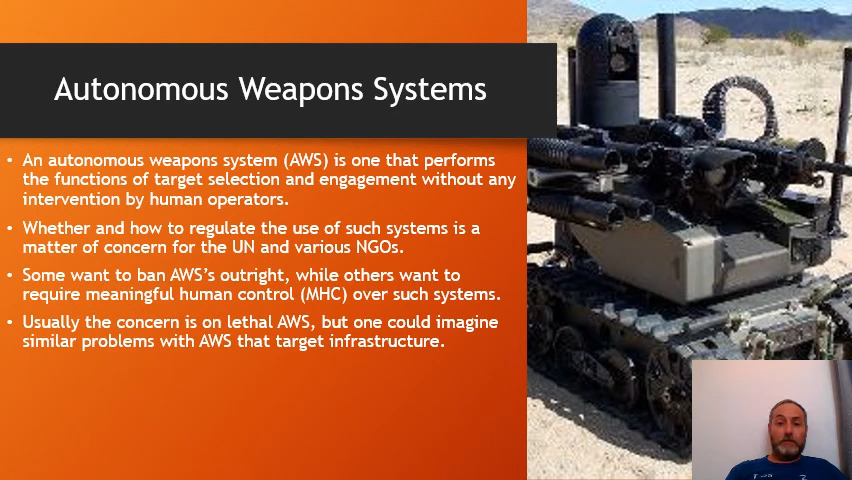 Autonomous Weapons Systems
• An autonomous weapons system (AWS) is one that performs
the functions of target selection and engagement without any
intervention by human operators.
• Whether and how to regulate the use of such systems is a
matter of concern for the UN and various NGOs.
• Some want to ban AWS's outright, while others want to
require meaningful human control (MHC) over such systems.
• Usually the concern is on lethal AWS, but one could imagine
similar problems with AWS that target infrastructure.